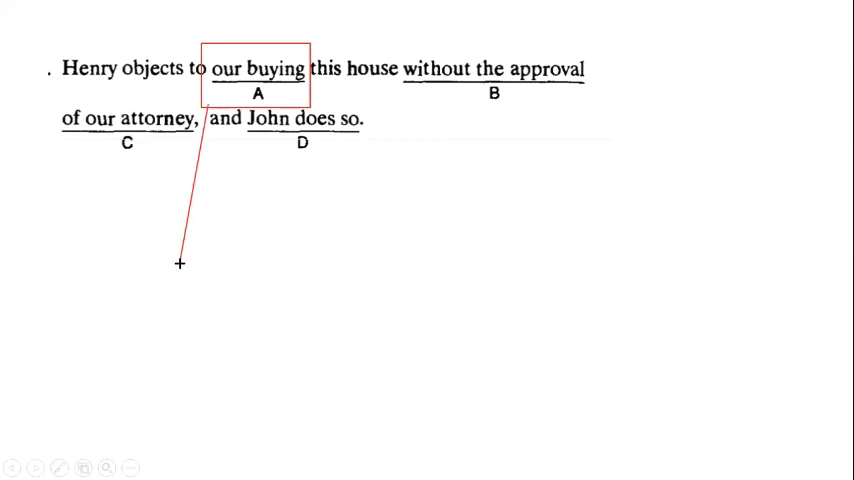 . Henry objects to our buying this house without the approval
A B
of our attorney, and John does so.
C D